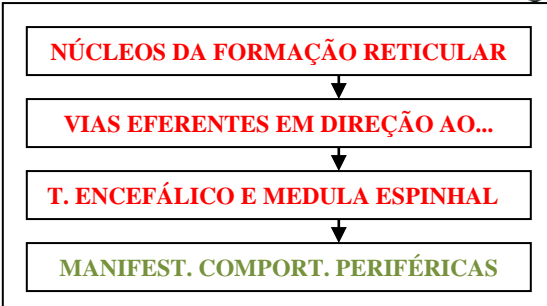 NÚCLEOS DA FORMAÇÃO RETICULAR
VIAS EFERENTES EM DIREÇÃO AO...
T. ENCEFÁLICO E MEDULA ESPINHAL
MANIFEST. COMPORT. PERIFÉRICAS